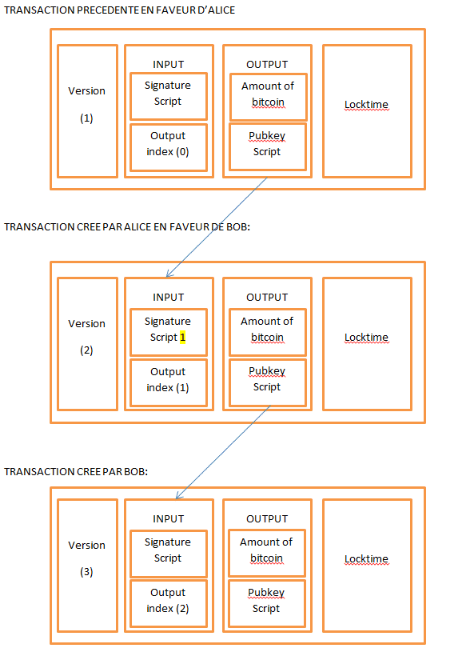 TRANSACTION PRECEDENTE EN FAVEUR D'ALICE
Version
(1)
INPUT
Signature
Script
Output
index (0)
OUTPUT
Amount of
bitcoin
Pubkey
Script
Locktime
TRANSACTION CREE PAR ALICE EN FAVEUR DE BOB:
Version
(2)
INPUT
Signature
Script 1
Output
index (1)
OUTPUT
Amount of
bitcoin
Pubkey
Script
Locktime
TRANSACTION CREE PAR BOB:
Version
(3)
INPUT
Signature
Script
Output
index (2)
OUTPUT
Amount of
bitcoin
Pubkey
Script
Locktime